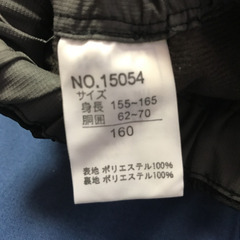 NO.15054
サイズ
身長 155~165
胴囲 62~70
160
表地 ポリエステル100%
裏地 ポリエステル100%